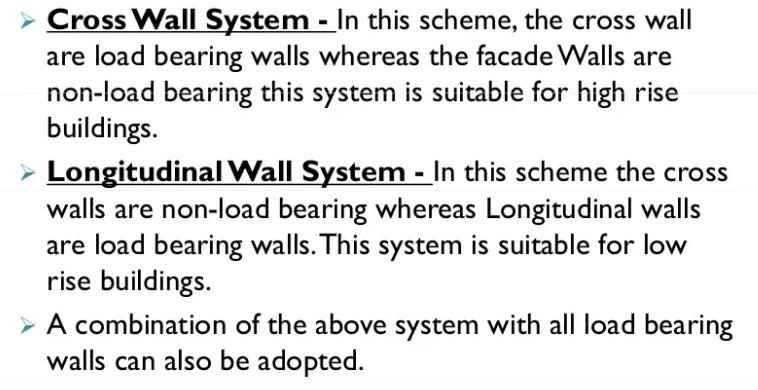 ➢ Cross Wall System - In this scheme, the cross wall
are load bearing walls whereas the facade Walls are
non-load bearing this system is suitable for high rise
buildings.
➢ Longitudinal Wall System - In this scheme the cross
walls are non-load bearing whereas Longitudinal walls
are load bearing walls. This system is suitable for low
rise buildings.
➢ A combination of the above system with all load bearing
walls can also be adopted.